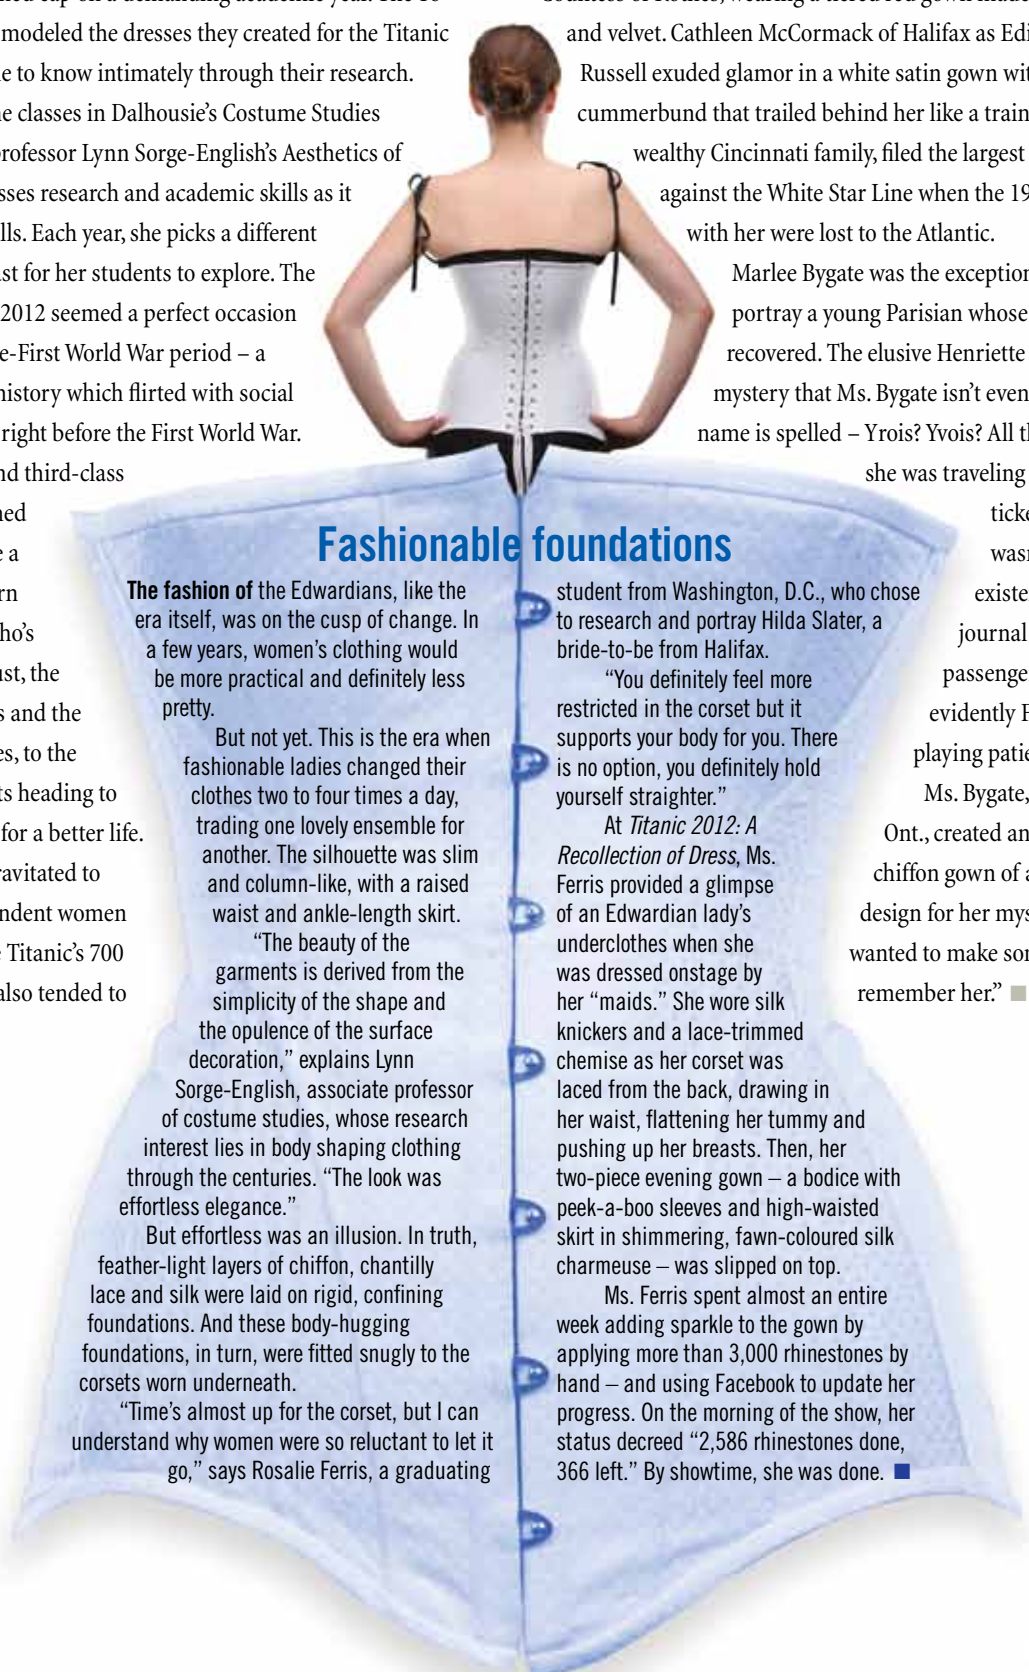 modeled the dresses they created for the Titanic
to know intimately through their research.
classes in Dalhousie’s Costume Studies
professor Lynn Sorge-English’s Aesthetics of
research and academic skills as it
Each year, she picks a different
for her students to explore. The
2012 seemed a perfect occasion
World War period – a
history which flirted with social
right before the First World War.
third-class
a
the
and the
to the
heading to
for a better life.
to
women
Titanic’s 700
also tended to
and velvet. Cathleen McCormack of Halifax as
Russell exuded glamor in a white satin gown
cummerbund that trailed behind her like a train
wealthy Cincinnati family, filed the largest
against the White Star Line when the
with her were lost to the Atlantic.
Marlee Bygate was the exception
portray a young Parisian whose
recovered. The elusive Henriette
mystery that Ms. Bygate isn’t even
name is spelled – Yrois? Yvois? All
she was traveling
journal
evidently
playing
Ms. Bygate,
Ont., created
chiffon gown of
design for her
wanted to make
remember her.” ■
Fashionable foundations
The fashion of the Edwardians, like the
era itself, was on the cusp of change. In
a few years, women’s clothing would
be more practical and definitely less
pretty.
But not yet. This is the era when
fashionable ladies changed their
clothes two to four times a day,
trading one lovely ensemble for
another. The silhouette was slim
and column-like, with a raised
waist and ankle-length skirt.
“The beauty of the
garments is derived from the
simplicity of the shape and
the opulence of the surface
decoration,” explains Lynn
Sorge-English, associate professor
of costume studies, whose research
interest lies in body shaping clothing
through the centuries. “The look was
effortless elegance.”
But effortless was an illusion. In truth,
feather-light layers of chiffon, chantilly
lace and silk were laid on rigid, confining
foundations. And these body-hugging
foundations, in turn, were fitted snugly to the
corsets worn underneath.
“Time’s almost up for the corset, but I can
understand why women were so reluctant to let it
go,” says Rosalie Ferris, a graduating
student from Washington, D.C., who chose
to research and portray Hilda Slater, a
bride-to-be from Halifax.
“You definitely feel more
restricted in the corset but it
supports your body for you. There
is no option, you definitely hold
yourself straighter.”
At Titanic 2012: A
Recollection of Dress, Ms.
Ferris provided a glimpse
of an Edwardian lady’s
underclothes when she
was dressed onstage by
her “maids.” She wore silk
knickers and a lace-trimmed
chemise as her corset was
laced from the back, drawing in
her waist, flattening her tummy and
pushing up her breasts. Then, her
two-piece evening gown – a bodice with
peek-a-boo sleeves and high-waisted
skirt in shimmering, fawn-coloured silk
charmeuse – was slipped on top.
Ms. Ferris spent almost an entire
week adding sparkle to the gown by
applying more than 3,000 rhinestones by
hand – and using Facebook to update her
progress. On the morning of the show, her
status decreed “2,586 rhinestones done,
366 left.” By showtime, she was done. ■